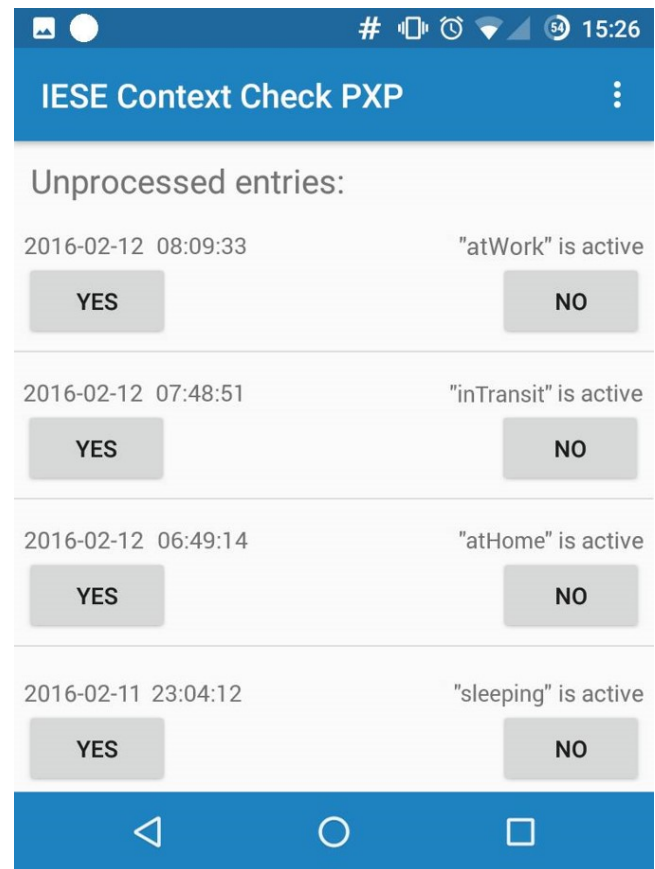 # 54 15:26
IESE Context Check PXP
Unprocessed entries:
2016-02-12 08:09:33 "atWork" is active
YES NO
2016-02-12 07:48:51 "inTransit" is active
YES NO
2016-02-12 06:49:14 "atHome" is active
YES NO
2016-02-11 23:04:12 "sleeping" is active
YES NO